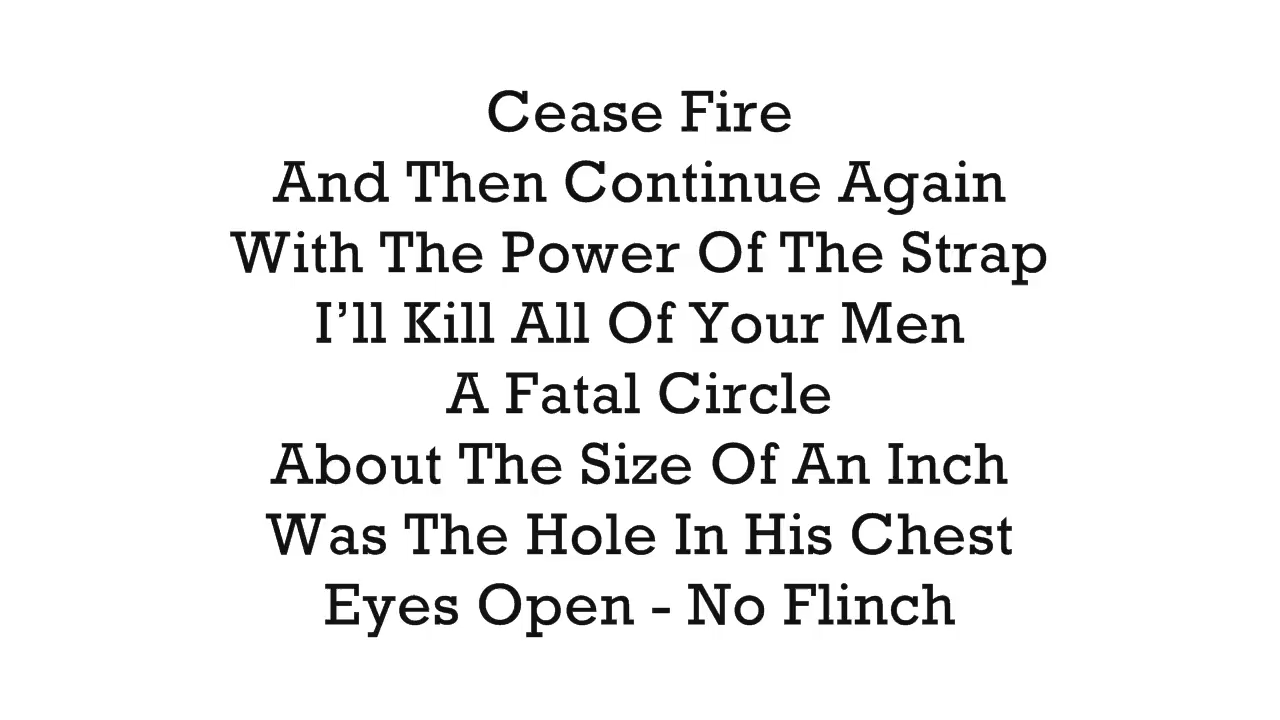 Cease Fire
And Then Continue Again
With The Power Of The Strap
I’ll Kill All Of Your Men
A Fatal Circle
About The Size Of An Inch
Was The Hole In His Chest
Eyes Open - No Flinch